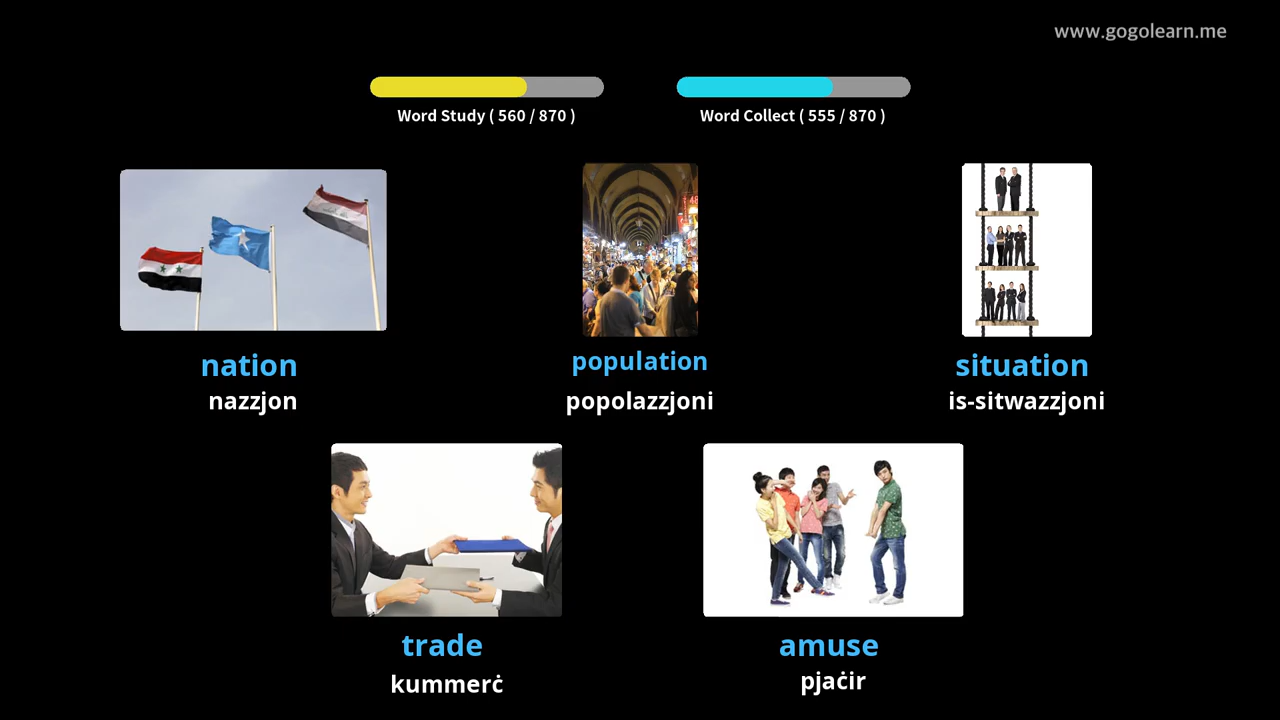 www.gogolearn.me
Word Study ( 560 / 870 )
Word Collect ( 555 / 870 )
nation
nazzjon
population
popolazzjoni
situation
is-sitwazzjoni
trade
kummerċ
amuse
pjaċir